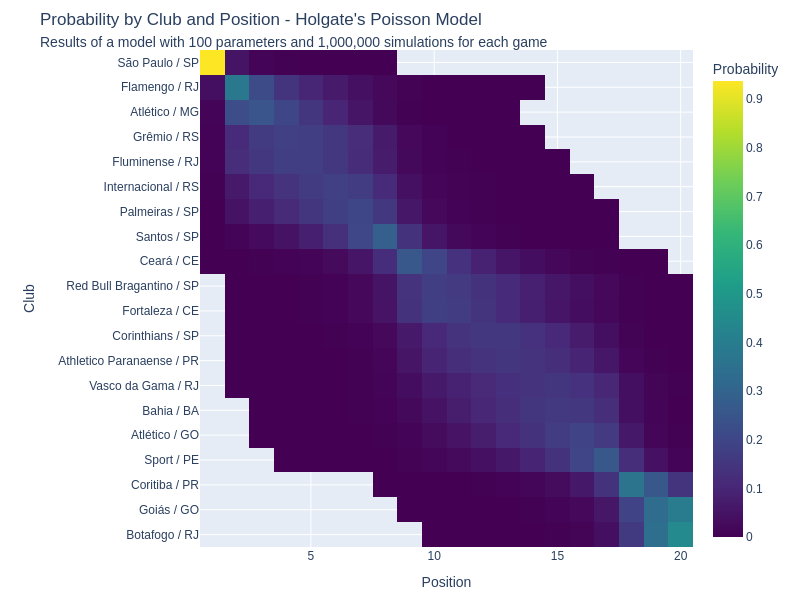 Probability by Club and Position - Holgate's Poisson Model
Results of a model with 100 parameters and 1,000,000 simulations for each game
Probability
São Paulo / SP
Flamengo / RJ
Atlético / MG
Grêmio / RS
Fluminense / RJ
Internacional / RS
Palmeiras / SP
Santos / SP
Ceará / CE
Red Bull Bragantino / SP
Fortaleza / CE
Corinthians / SP
Athletico Paranaense / PR
Vasco da Gama / RJ
Bahia / BA
Atlético / GO
Sport / PE
Coritiba / PR
Goiás / GO
Botafogo / RJ
Club
5
10
15
20
Position
0.9
0.8
0.7
0.6
0.5
0.4
0.3
0.2
0.1
0